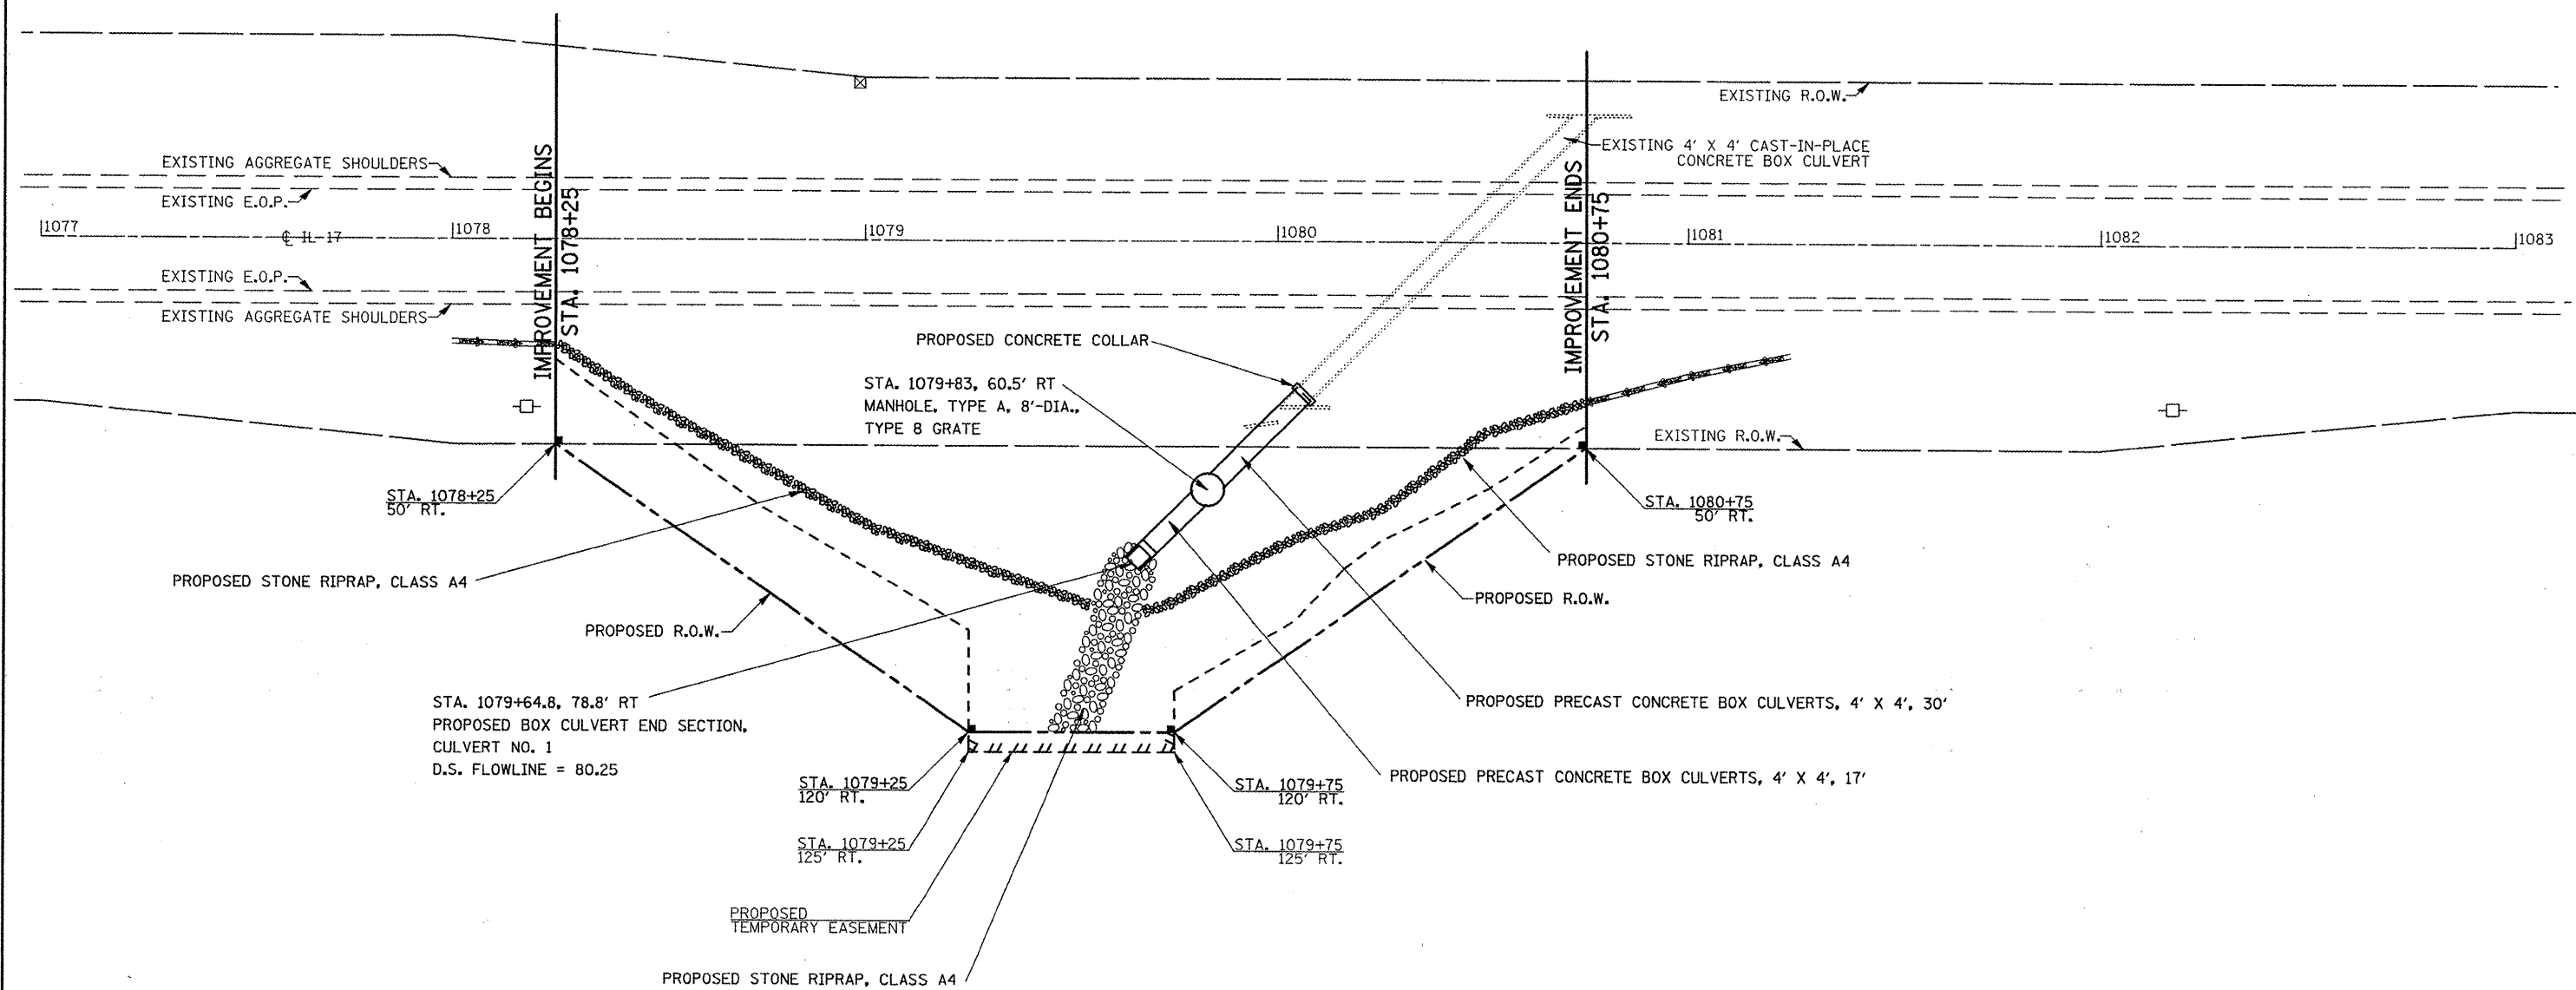 EXISTING R.O.W.
EXISTING 4' X 4' CAST-IN-PLACE
CONCRETE BOX CULVERT
EXISTING AGGREGATE SHOULDERS
EXISTING E.O.P.
IMPROVEMENT BEGINS
STA. 1078+25
IMPROVEMENT ENDS
STA. 1080+75
1077
℄ IL-17
1078
1079
1080
1081
1082
1083
EXISTING E.O.P.
EXISTING AGGREGATE SHOULDERS
PROPOSED CONCRETE COLLAR
STA. 1079+83, 60.5' RT
MANHOLE, TYPE A, 8'-DIA.,
TYPE 8 GRATE
EXISTING R.O.W.
STA. 1078+25
50' RT.
STA. 1080+75
50' RT.
PROPOSED STONE RIPRAP, CLASS A4
PROPOSED STONE RIPRAP, CLASS A4
PROPOSED R.O.W.
PROPOSED R.O.W.
STA. 1079+64.8, 78.8' RT
PROPOSED BOX CULVERT END SECTION,
CULVERT NO. 1
D.S. FLOWLINE = 80.25
PROPOSED PRECAST CONCRETE BOX CULVERTS, 4' X 4', 30'
PROPOSED PRECAST CONCRETE BOX CULVERTS, 4' X 4', 17'
STA. 1079+25
120' RT.
STA. 1079+75
120' RT.
STA. 1079+25
125' RT.
STA. 1079+75
125' RT.
PROPOSED
TEMPORARY EASEMENT
PROPOSED STONE RIPRAP, CLASS A4